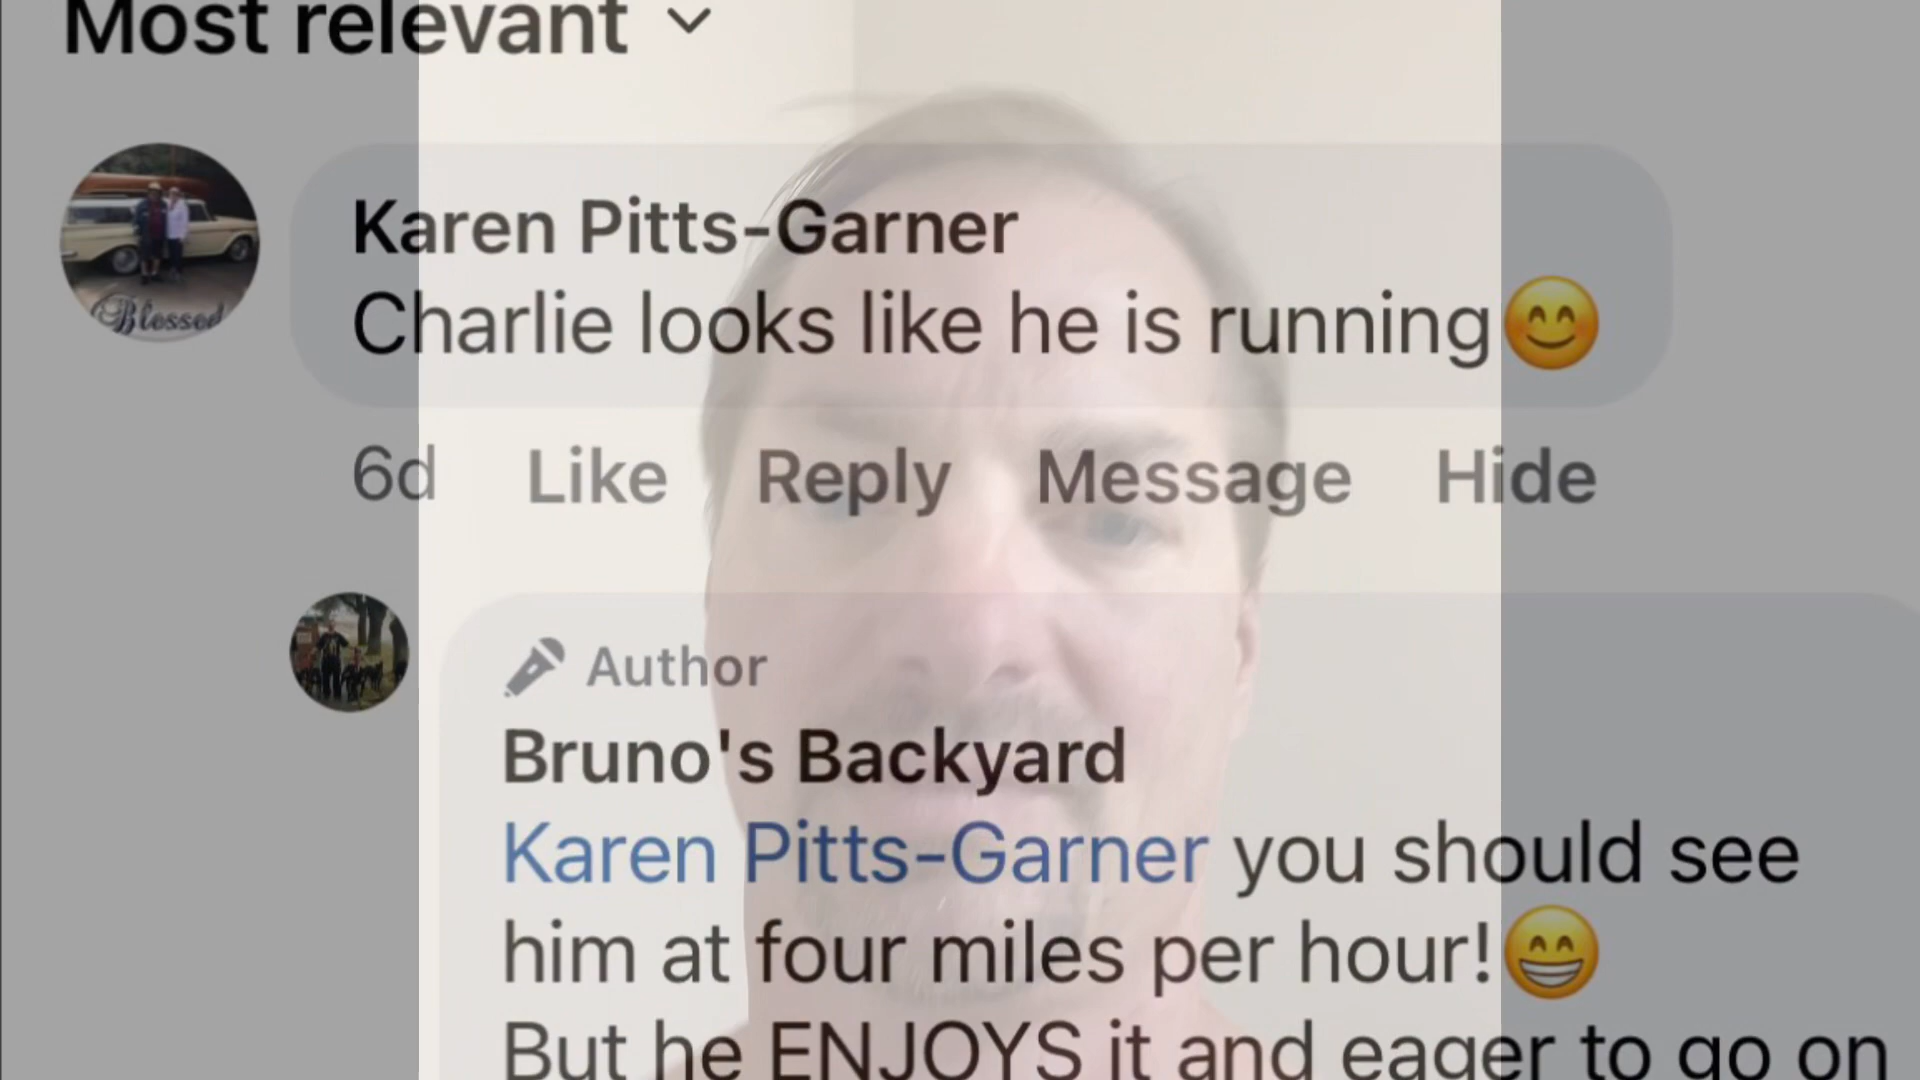 Most relevant
Blessed
Karen Pitts-Garner
Charlie looks like he is running😊
6d Like Reply Message Hide
Author
Bruno's Backyard
Karen Pitts-Garner you should see
him at four miles per hour!😁
But he ENJOYS it and eager to go on